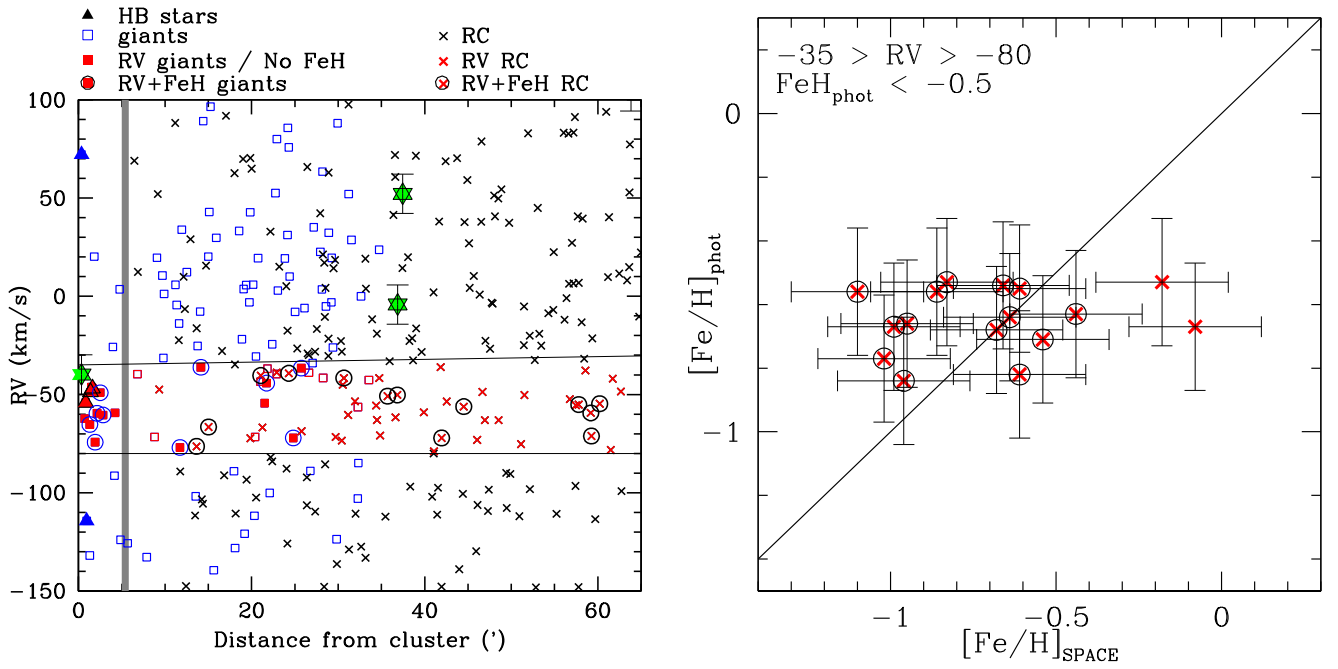 HB stars
giants
RV giants / No FeH
RV+FeH giants
RC
RV RC
RV+FeH RC
100
50
0
−50
−100
−150
RV (km/s)
0 20 40 60
Distance from cluster (')
−35 > RV > −80
FeH_phot < −0.5
0
−1
[Fe/H]_phot
−1 −0.5 0
[Fe/H]_SPACE